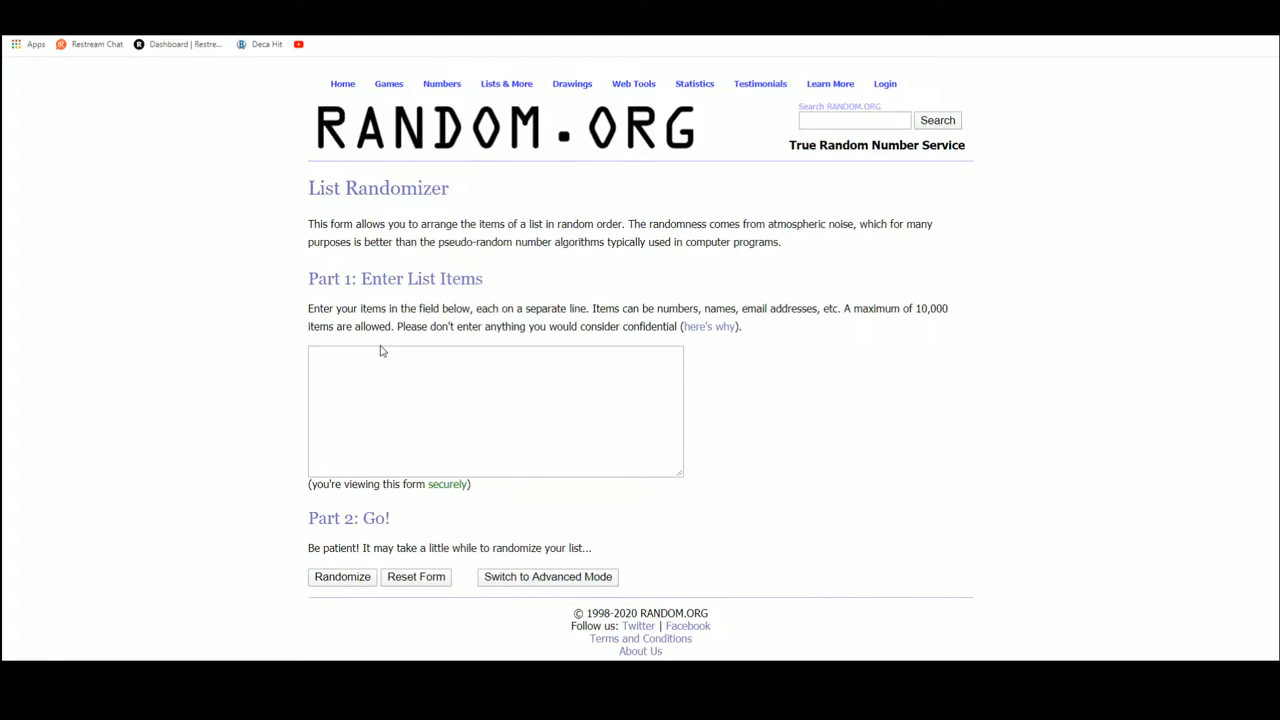 Apps Restream Chat Dashboard | Restre... Deca Hit
Home Games Numbers Lists & More Drawings Web Tools Statistics Testimonials Learn More Login
RANDOM.ORG
Search RANDOM.ORG
Search
True Random Number Service
List Randomizer
This form allows you to arrange the items of a list in random order. The randomness comes from atmospheric noise, which for many
purposes is better than the pseudo-random number algorithms typically used in computer programs.
Part 1: Enter List Items
Enter your items in the field below, each on a separate line. Items can be numbers, names, email addresses, etc. A maximum of 10,000
items are allowed. Please don't enter anything you would consider confidential (here's why).
(you're viewing this form securely)
Part 2: Go!
Be patient! It may take a little while to randomize your list...
Randomize Reset Form Switch to Advanced Mode
© 1998-2020 RANDOM.ORG
Follow us: Twitter | Facebook
Terms and Conditions
About Us